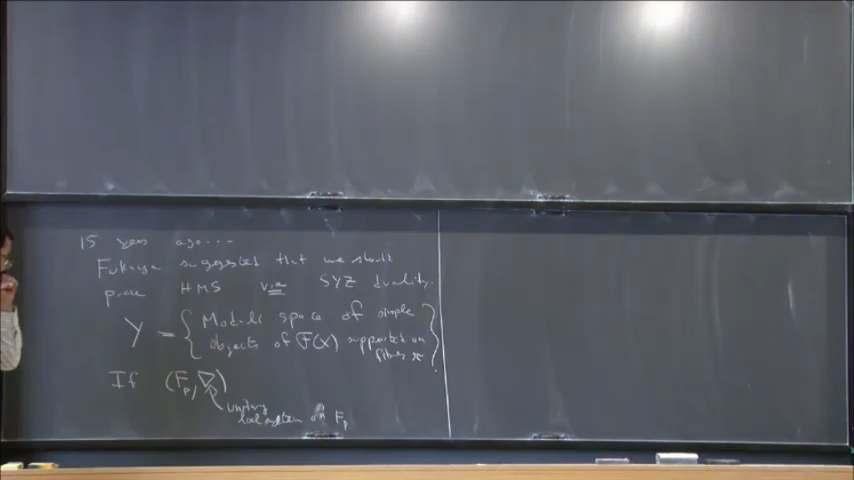 15 years ago....
Fukaya suggested that we should
prove HMS via SYZ duality.
Y = { Moduli space of simple
objects of F(X) supported on
fibres π }
If (F_p, ∇)
unitary
local system on F_p